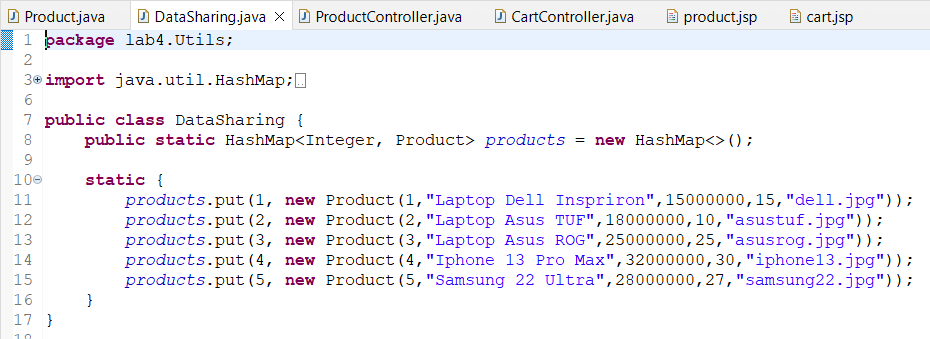 Product.java DataSharing.java ProductController.java CartController.java product.jsp cart.jsp
1 package lab4.Utils;
2
3 import java.util.HashMap;
6
7 public class DataSharing {
8 public static HashMap<Integer, Product> products = new HashMap<>();
9
10 static {
11 products.put(1, new Product(1,"Laptop Dell Inspriron",15000000,15,"dell.jpg"));
12 products.put(2, new Product(2,"Laptop Asus TUF",18000000,10,"asustuf.jpg"));
13 products.put(3, new Product(3,"Laptop Asus ROG",25000000,25,"asusrog.jpg"));
14 products.put(4, new Product(4,"Iphone 13 Pro Max",32000000,30,"iphone13.jpg"));
15 products.put(5, new Product(5,"Samsung 22 Ultra",28000000,27,"samsung22.jpg"));
16 }
17 }
18